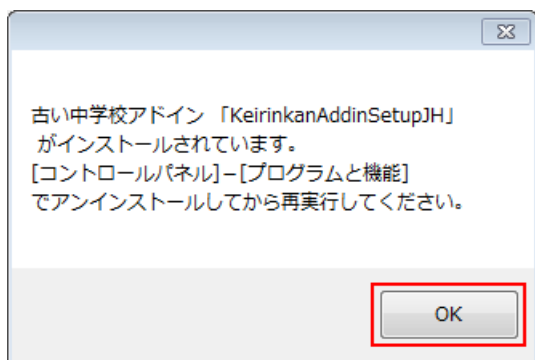 古い中学校アドイン 「KeirinkanAddinSetupJH」
がインストールされています。
[コントロールパネル]－[プログラムと機能]
でアンインストールしてから再実行してください。
OK